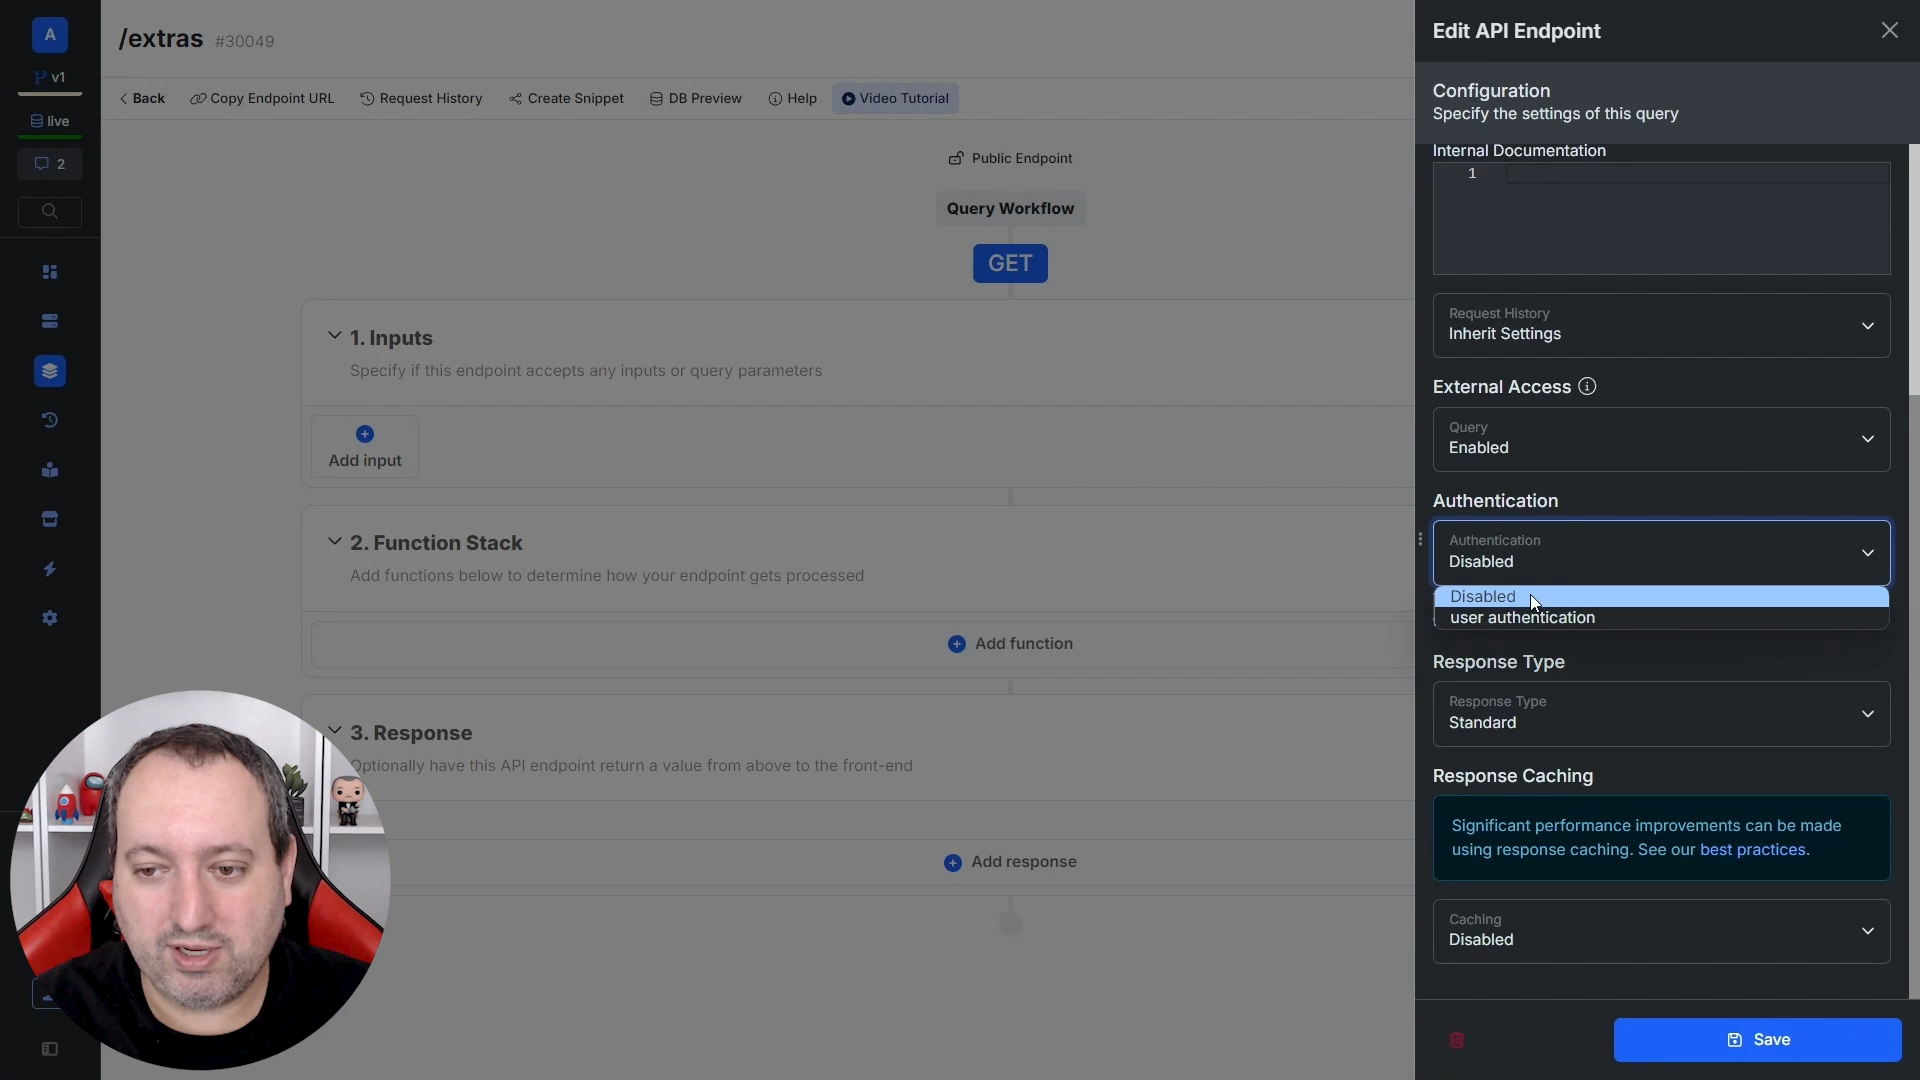 A
v1
live
2
/extras #30049
Back
Copy Endpoint URL
Request History
Create Snippet
DB Preview
Help
Video Tutorial
Public Endpoint
Query Workflow
GET
1. Inputs
Specify if this endpoint accepts any inputs or query parameters
Add input
2. Function Stack
Add functions below to determine how your endpoint gets processed
Add function
3. Response
Optionally have this API endpoint return a value from above to the front-end
Add response
Edit API Endpoint
Configuration
Specify the settings of this query
Internal Documentation
1
Request History
Inherit Settings
External Access
Query
Enabled
Authentication
Authentication
Disabled
Disabled
user authentication
Response Type
Response Type
Standard
Response Caching
Significant performance improvements can be made
using response caching. See our best practices.
Caching
Disabled
Save